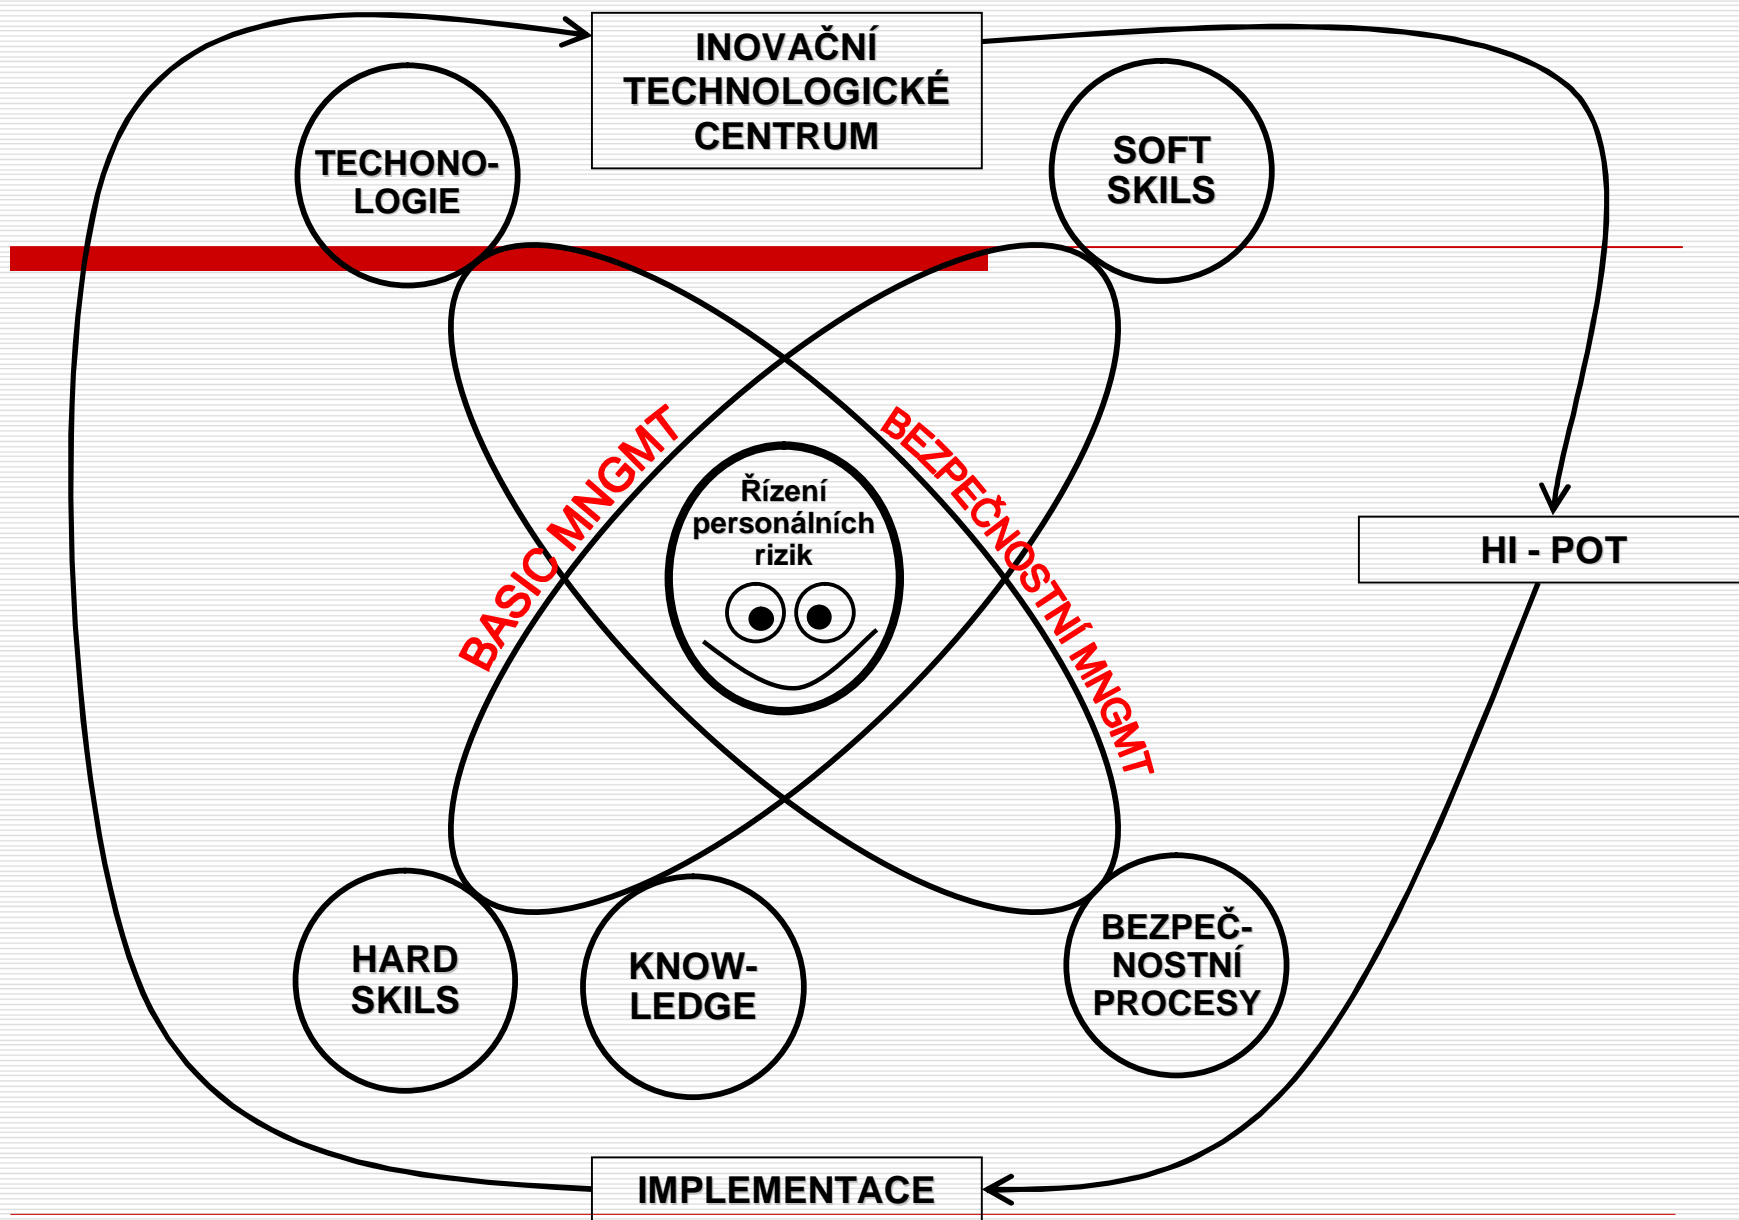 INOVAČNÍ
TECHNOLOGICKÉ
CENTRUM
TECHONO-
LOGIE
SOFT
SKILS
BASIC MNGMT
BEZPEČNOSTNÍ MNGMT
Řízení
personálních
rizik
HI - POT
HARD
SKILS
KNOW-
LEDGE
BEZPEČ-
NOSTNÍ
PROCESY
IMPLEMENTACE